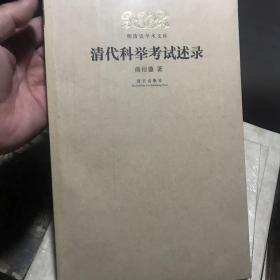 明清史学术文库
清代科举考试述录
商衍鎏 著
故宫出版社